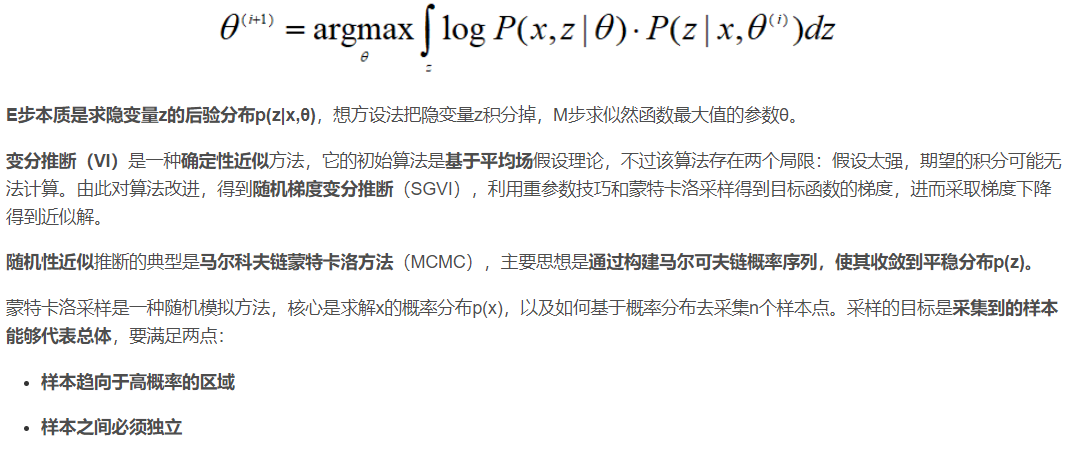 θ^(i+1) = argmax_θ ∫_z log P(x,z|θ)·P(z|x,θ^(i))dz
E步本质是求隐变量z的后验分布p(z|x,θ)，想方设法把隐变量z积分掉，M步求似然函数最大值的参数θ。
变分推断（VI）是一种确定性近似方法，它的初始算法是基于平均场假设理论，不过该算法存在两个局限：假设太强，期望的积分可能无
法计算。由此对算法改进，得到随机梯度变分推断（SGVI），利用重参数技巧和蒙特卡洛采样得到目标函数的梯度，进而采取梯度下降
得到近似解。
随机性近似推断的典型是马尔科夫链蒙特卡洛方法（MCMC），主要思想是通过构建马尔可夫链概率序列，使其收敛到平稳分布p(z)。
蒙特卡洛采样是一种随机模拟方法，核心是求解x的概率分布p(x)，以及如何基于概率分布去采集n个样本点。采样的目标是采集到的样本
能够代表总体，要满足两点：
• 样本趋向于高概率的区域
• 样本之间必须独立